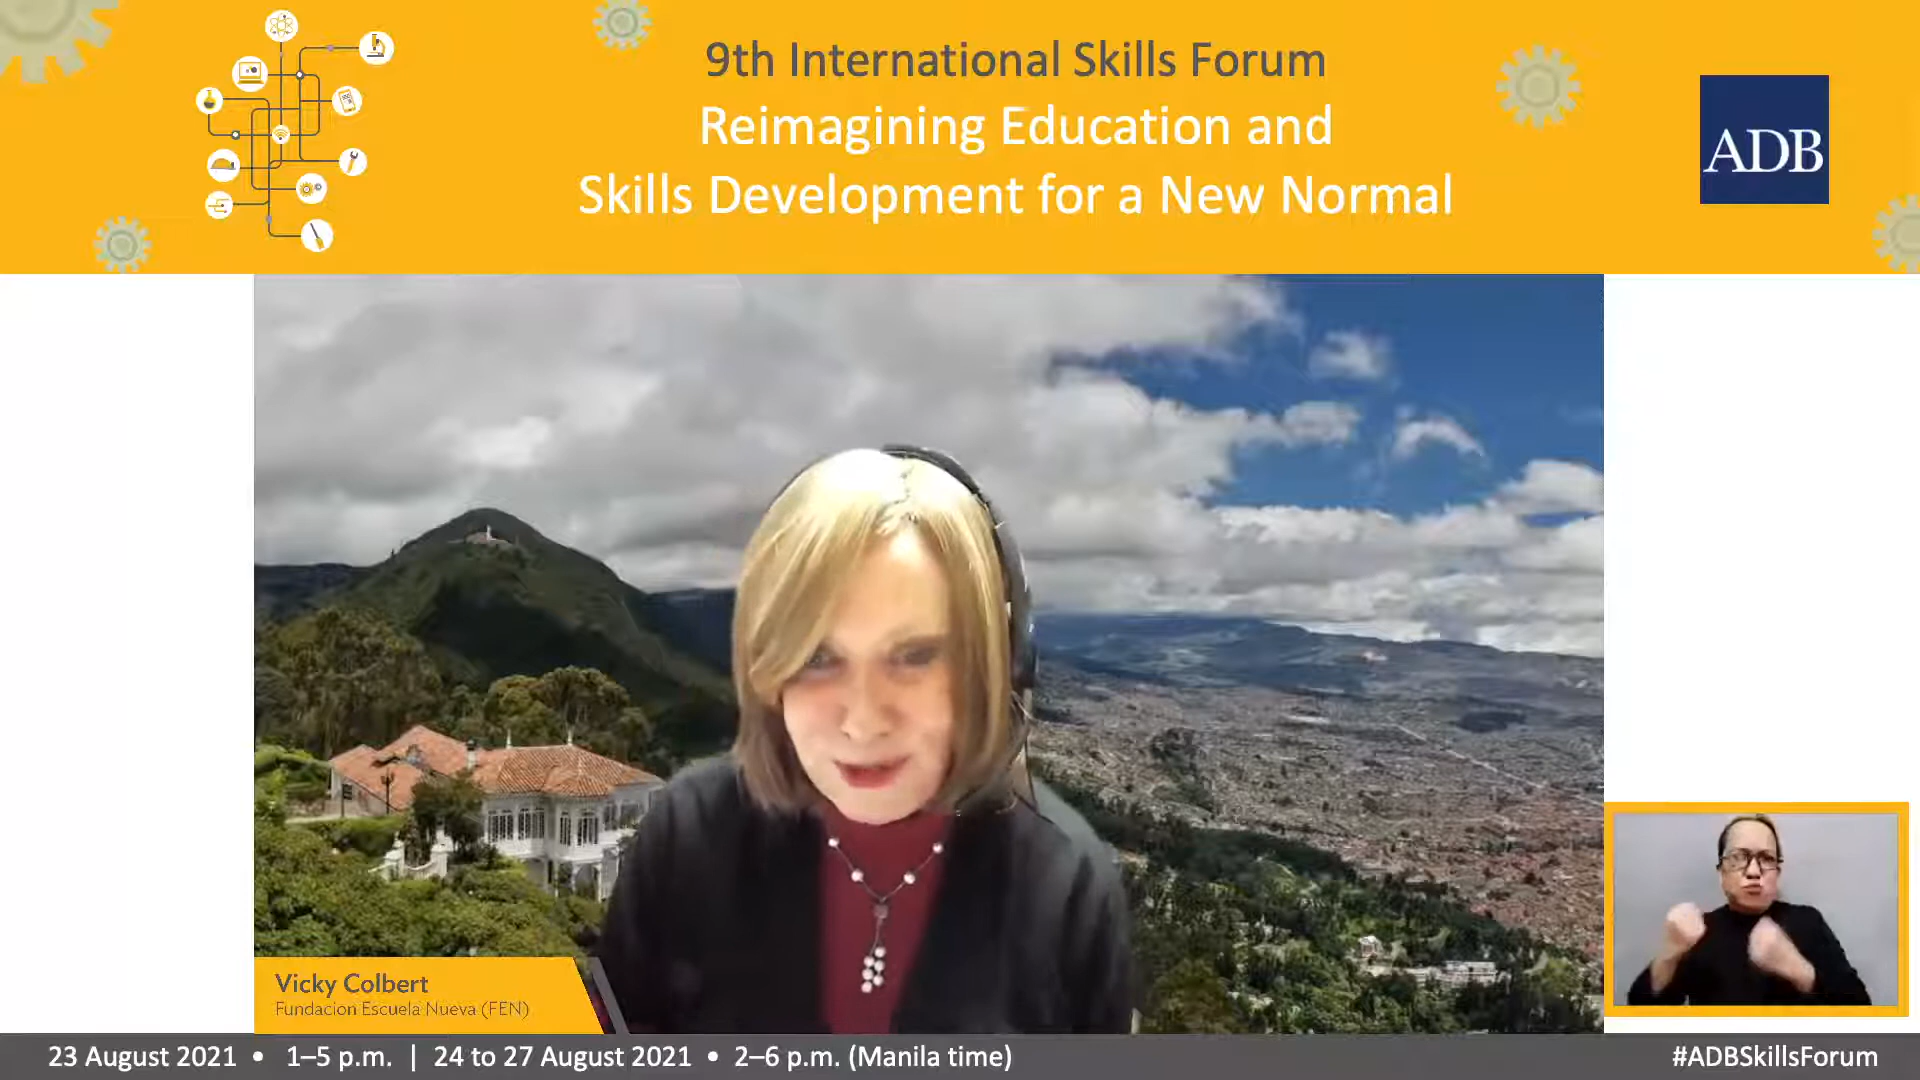 9th International Skills Forum
Reimagining Education and
Skills Development for a New Normal
ADB
Vicky Colbert
Fundacion Escuela Nueva (FEN)
23 August 2021 • 1–5 p.m. | 24 to 27 August 2021 • 2–6 p.m. (Manila time)
#ADBSkillsForum